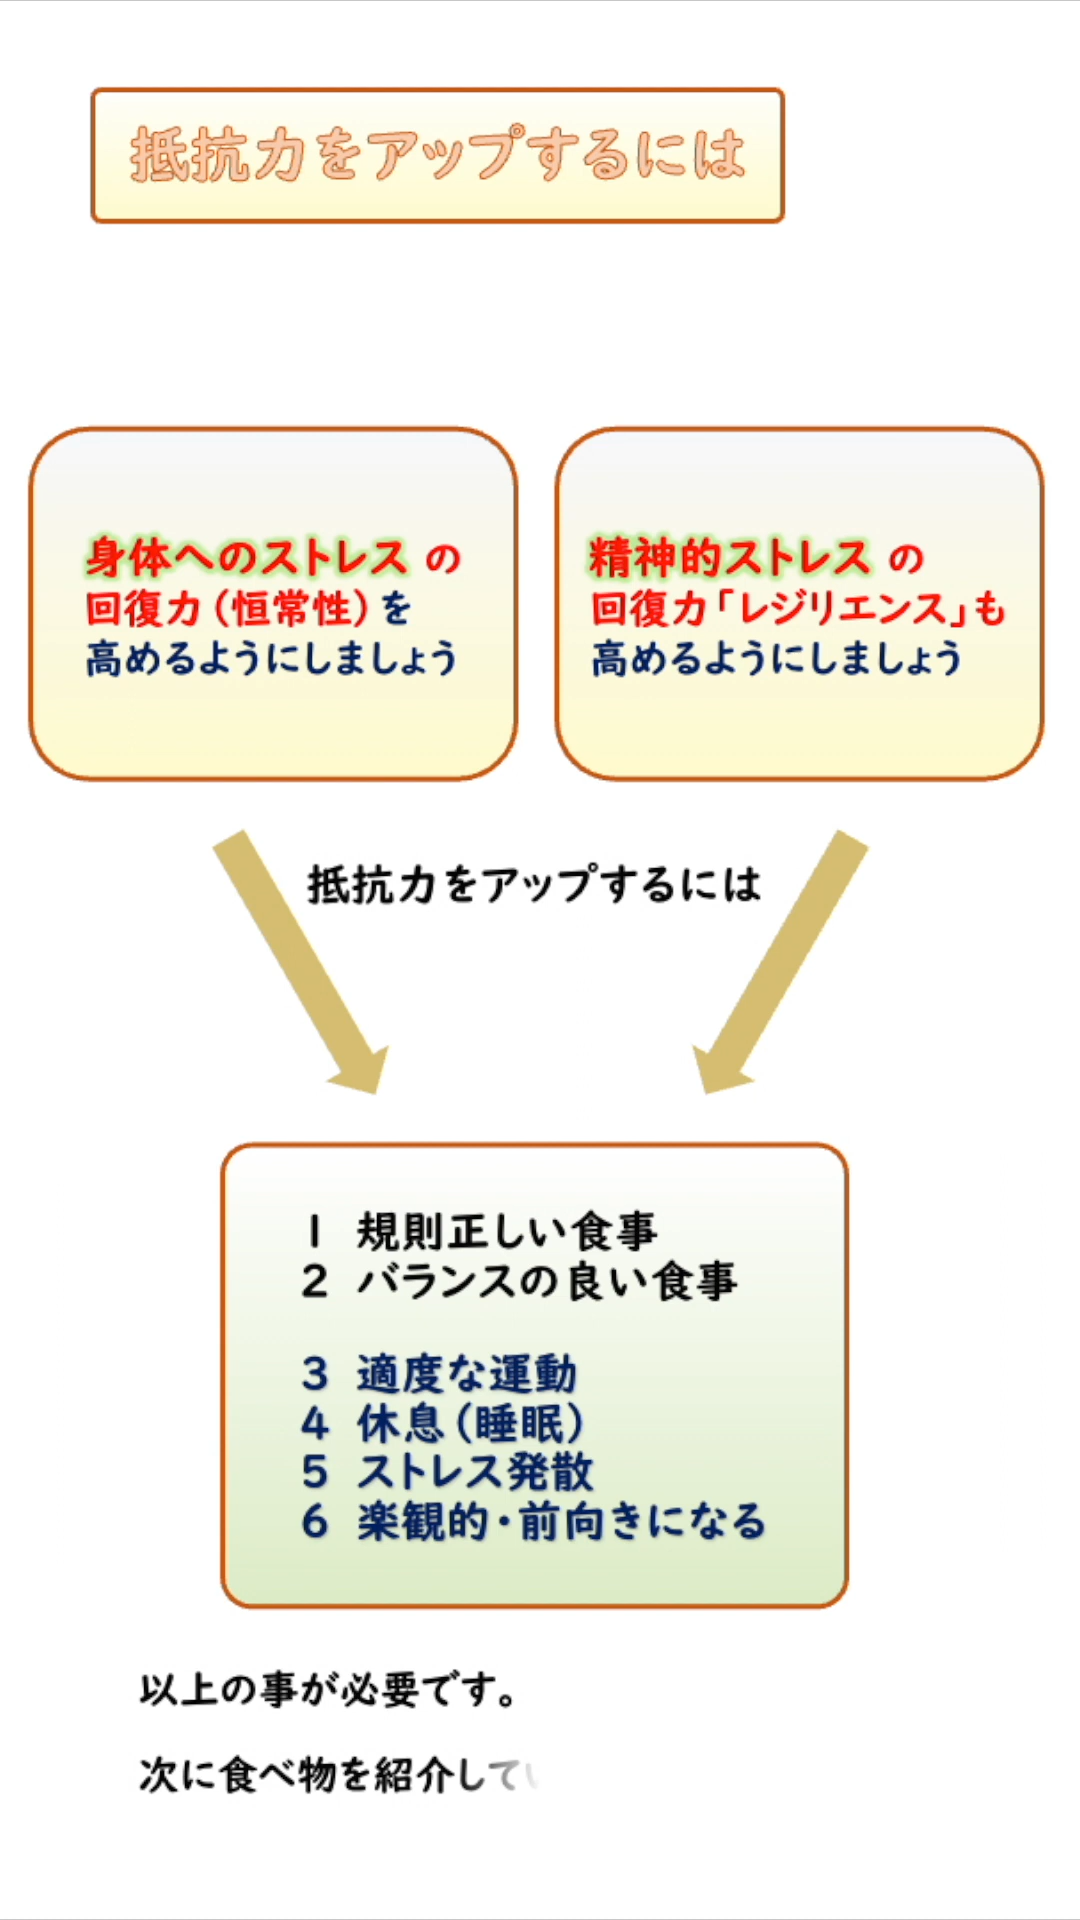 抵抗力をアップするには
身体へのストレス の
回復力（恒常性）を
高めるようにしましょう
精神的ストレス の
回復力「レジリエンス」も
高めるようにしましょう
抵抗力をアップするには
1 規則正しい食事
2 バランスの良い食事
3 適度な運動
4 休息（睡眠）
5 ストレス発散
6 楽観的・前向きになる
以上の事が必要です。
次に食べ物を紹介して